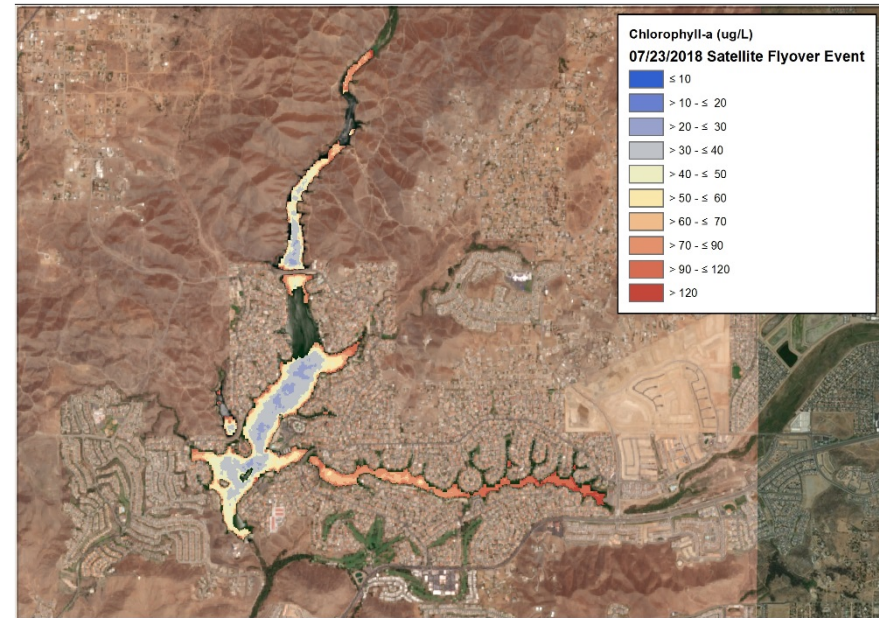 Chlorophyll-a (ug/L)
07/23/2018 Satellite Flyover Event
≤ 10
> 10 - ≤ 20
> 20 - ≤ 30
> 30 - ≤ 40
> 40 - ≤ 50
> 50 - ≤ 60
> 60 - ≤ 70
> 70 - ≤ 90
> 90 - ≤ 120
> 120